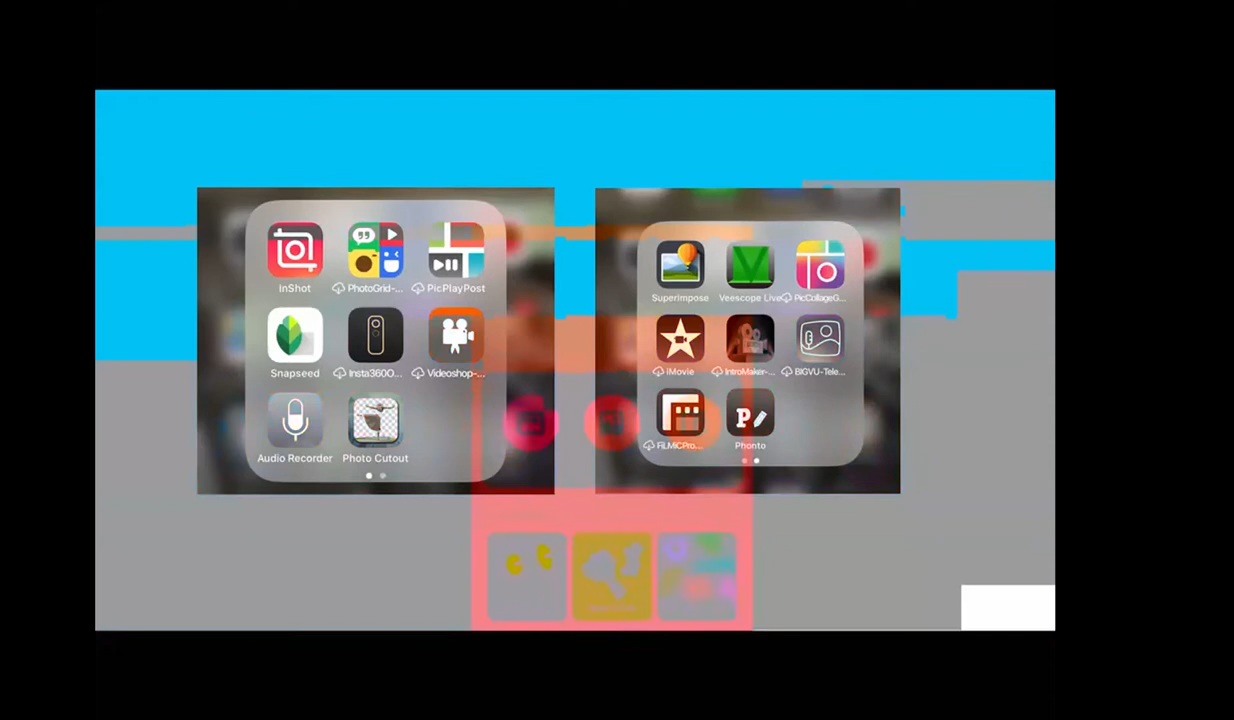 InShot
PhotoGrid-...
PicPlayPost
Snapseed
Insta360O...
Videoshop-...
Audio Recorder
Photo Cutout
Superimpose
Veescope Live
PicCollageG...
iMovie
IntroMaker-...
BIGVU-Tele...
FiLMiCPro...
Phonto